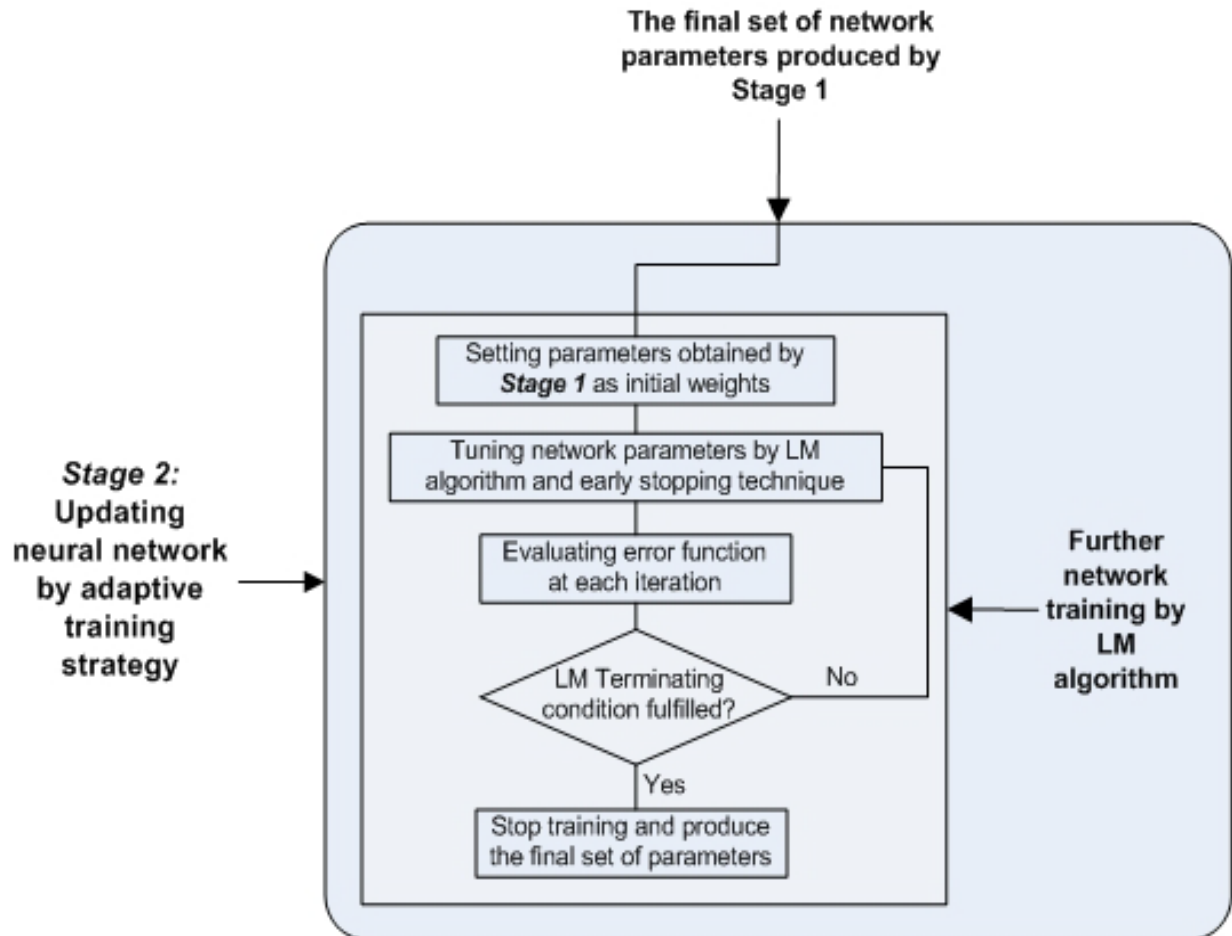 The final set of network
parameters produced by
Stage 1
Setting parameters obtained by
Stage 1 as initial weights
Tuning network parameters by LM
algorithm and early stopping technique
Evaluating error function
at each iteration
LM Terminating
condition fulfilled?
No
Yes
Stop training and produce
the final set of parameters
Stage 2:
Updating
neural network
by adaptive
training
strategy
Further
network
training by
LM
algorithm